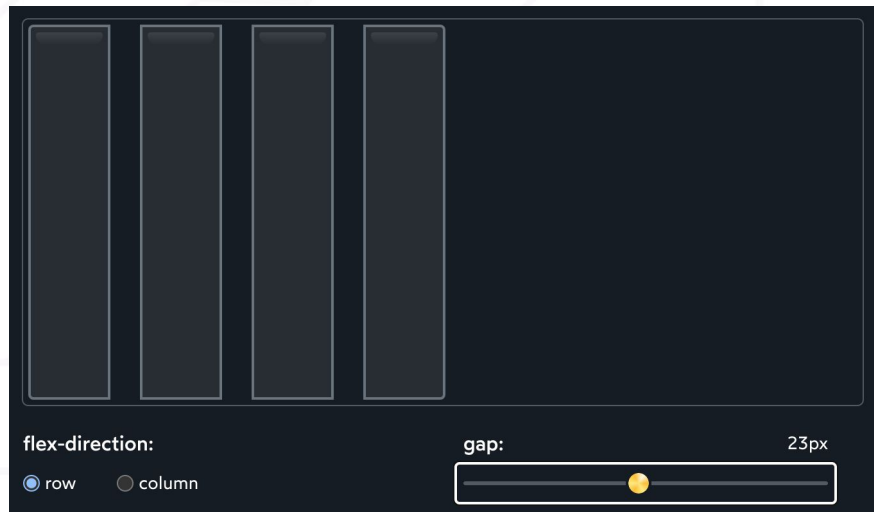 flex-direction:
row
column
gap:
23px